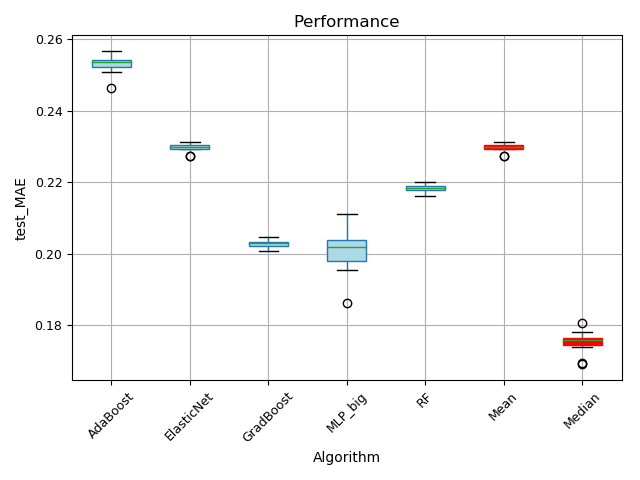 Performance
0.26
0.24
0.22
0.20
0.18
test_MAE
AdaBoost
ElasticNet
GradBoost
MLP_big
RF
Mean
Median
Algorithm